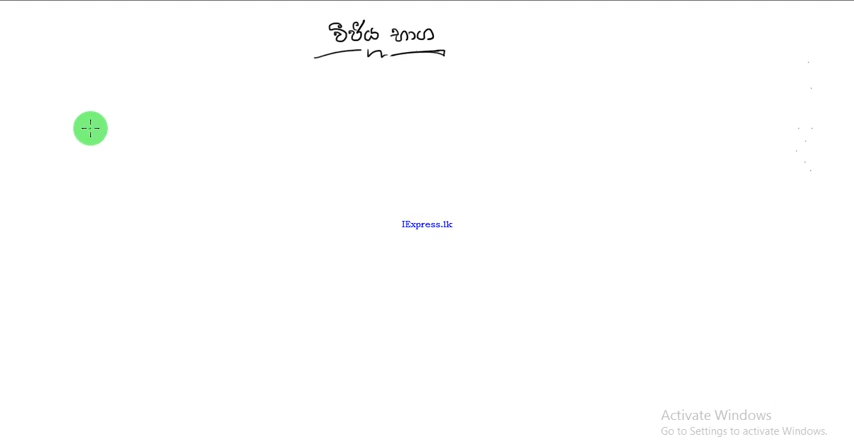 වීජීය භාග
IExpress.lk
Activate Windows
Go to Settings to activate Windows.